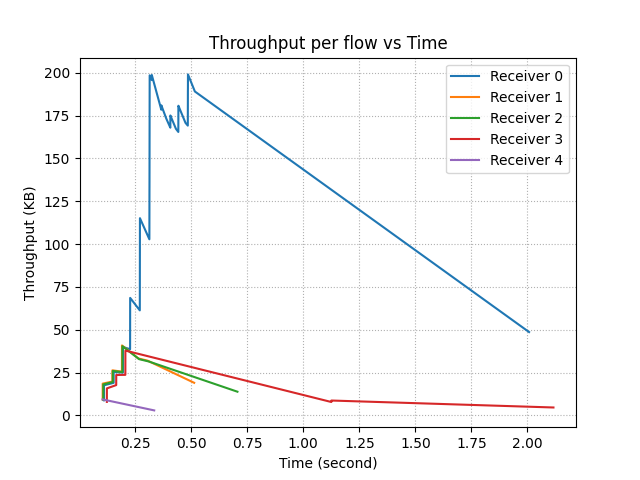 Throughput per flow vs Time
Receiver 0
Receiver 1
Receiver 2
Receiver 3
Receiver 4
Throughput (KB)
200
175
150
125
100
75
50
25
0
0.25 0.50 0.75 1.00 1.25 1.50 1.75 2.00
Time (second)